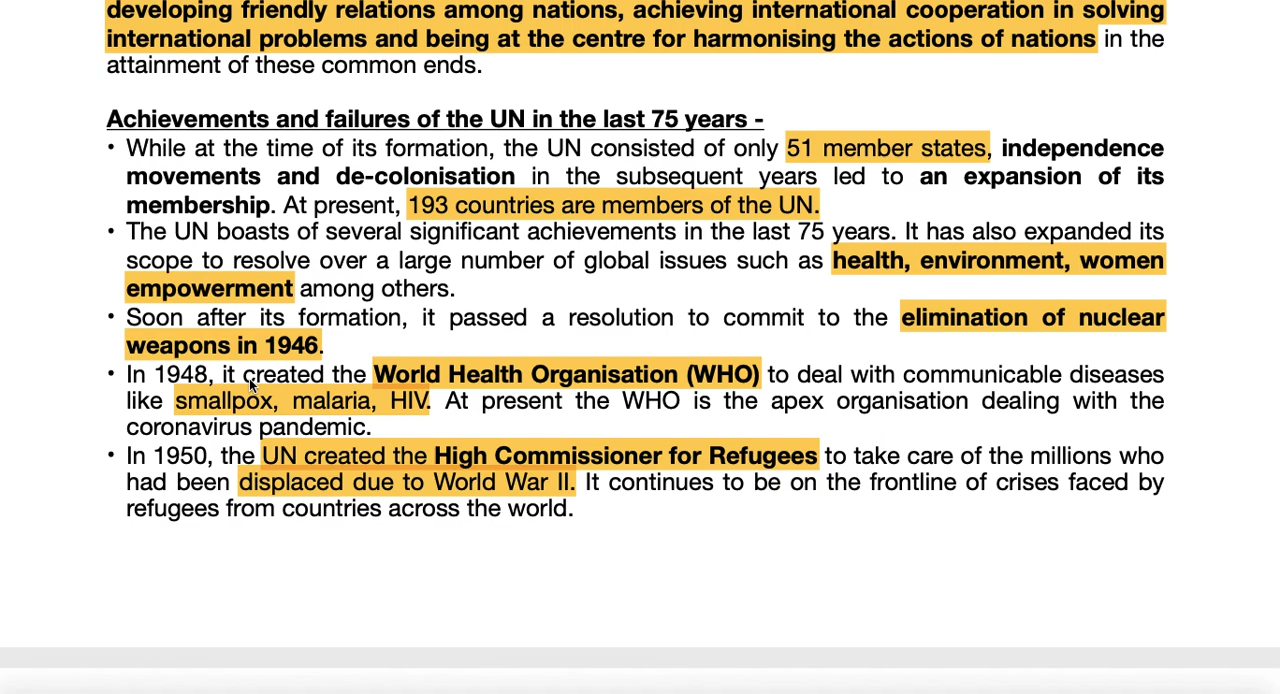 developing friendly relations among nations, achieving international cooperation in solving
international problems and being at the centre for harmonising the actions of nations in the
attainment of these common ends.
Achievements and failures of the UN in the last 75 years -
• While at the time of its formation, the UN consisted of only 51 member states, independence
movements and de-colonisation in the subsequent years led to an expansion of its
membership. At present, 193 countries are members of the UN.
• The UN boasts of several significant achievements in the last 75 years. It has also expanded its
scope to resolve over a large number of global issues such as health, environment, women
empowerment among others.
• Soon after its formation, it passed a resolution to commit to the elimination of nuclear
weapons in 1946.
• In 1948, it created the World Health Organisation (WHO) to deal with communicable diseases
like smallpox, malaria, HIV. At present the WHO is the apex organisation dealing with the
coronavirus pandemic.
• In 1950, the UN created the High Commissioner for Refugees to take care of the millions who
had been displaced due to World War II. It continues to be on the frontline of crises faced by
refugees from countries across the world.